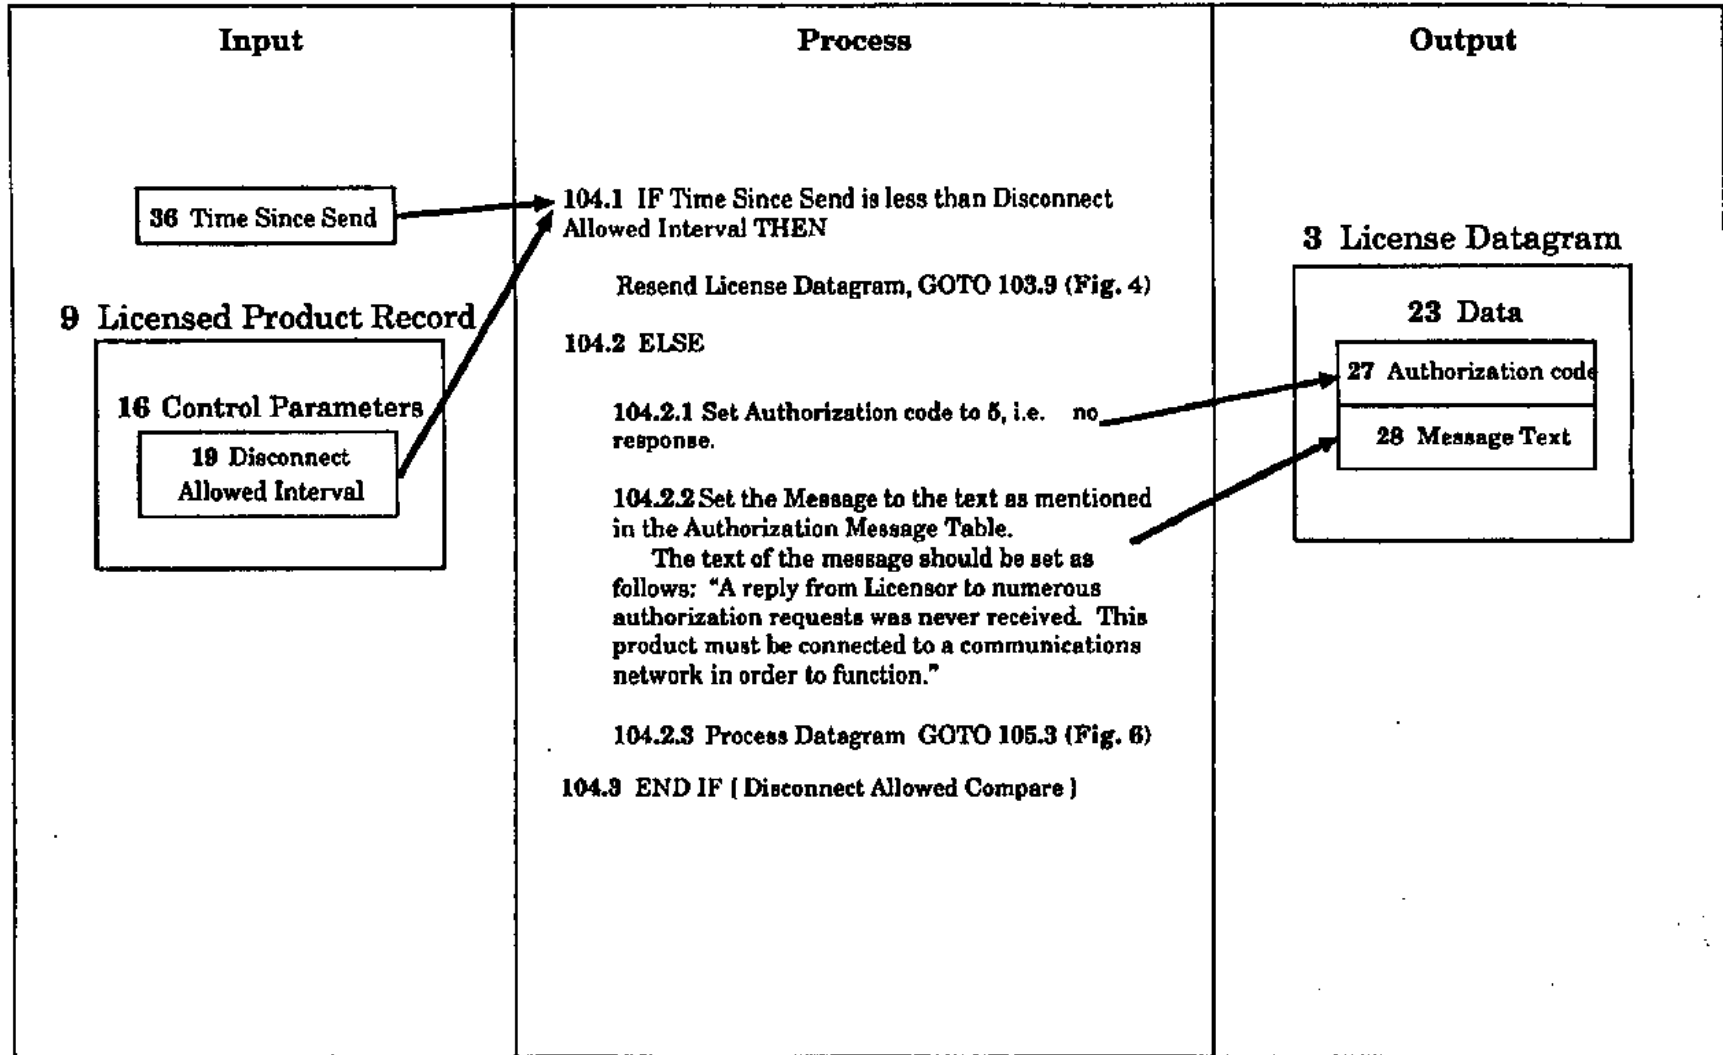 Input
Process
Output
36 Time Since Send
9 Licensed Product Record
16 Control Parameters
19 Disconnect
Allowed Interval
104.1 IF Time Since Send is less than Disconnect
Allowed Interval THEN
Resend License Datagram, GOTO 103.9 (Fig. 4)
104.2 ELSE
104.2.1 Set Authorization code to 5, i.e. no
response.
104.2.2 Set the Message to the text as mentioned
in the Authorization Message Table.
The text of the message should be set as
follows: "A reply from Licensor to numerous
authorization requests was never received. This
product must be connected to a communications
network in order to function."
104.2.3 Process Datagram GOTO 105.3 (Fig. 6)
104.3 END IF { Disconnect Allowed Compare }
3 License Datagram
23 Data
27 Authorization code
28 Message Text